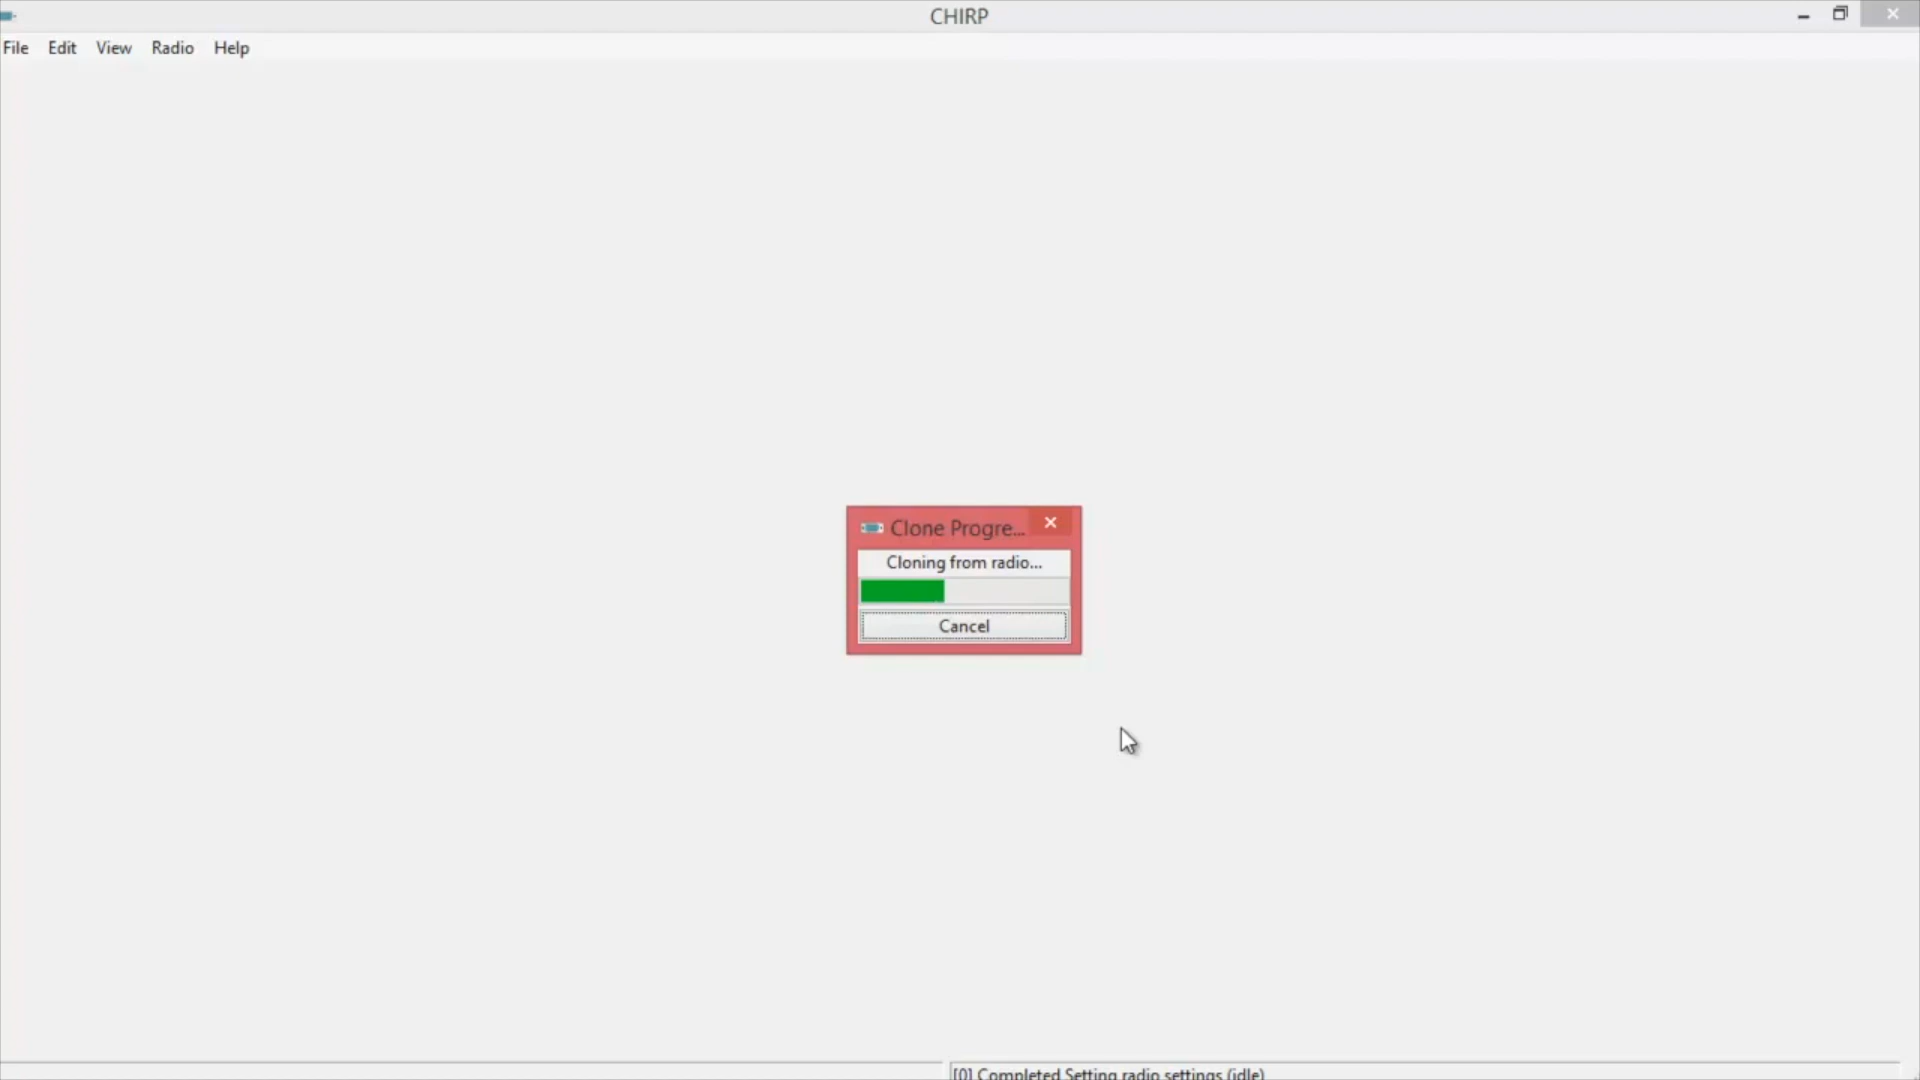 CHIRP
File Edit View Radio Help
Clone Progre...
Cloning from radio...
Cancel
[0] Completed Setting radio settings (idle)